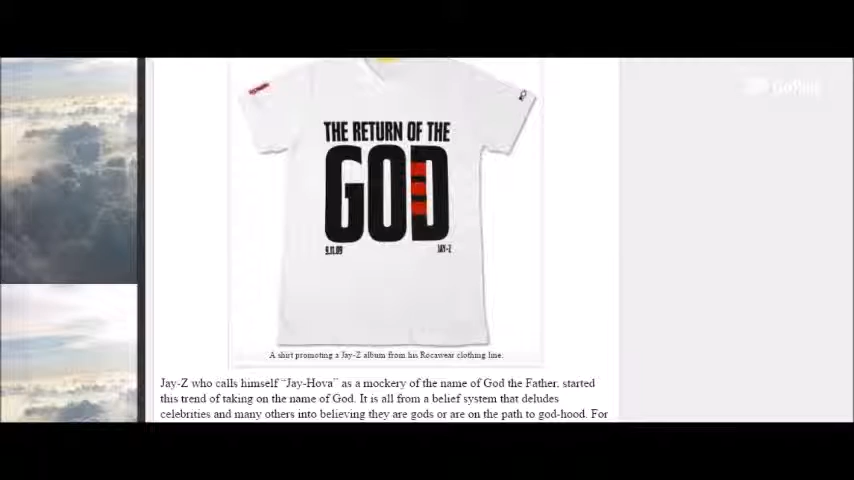 THE RETURN OF THE
GOD
9.11.09 JAY-Z
A shirt promoting a Jay-Z album from his Rocawear clothing line.
Jay-Z who calls himself “Jay-Hova” as a mockery of the name of God the Father, started
this trend of taking on the name of God. It is all from a belief system that deludes
celebrities and many others into believing they are gods or are on the path to god-hood. For